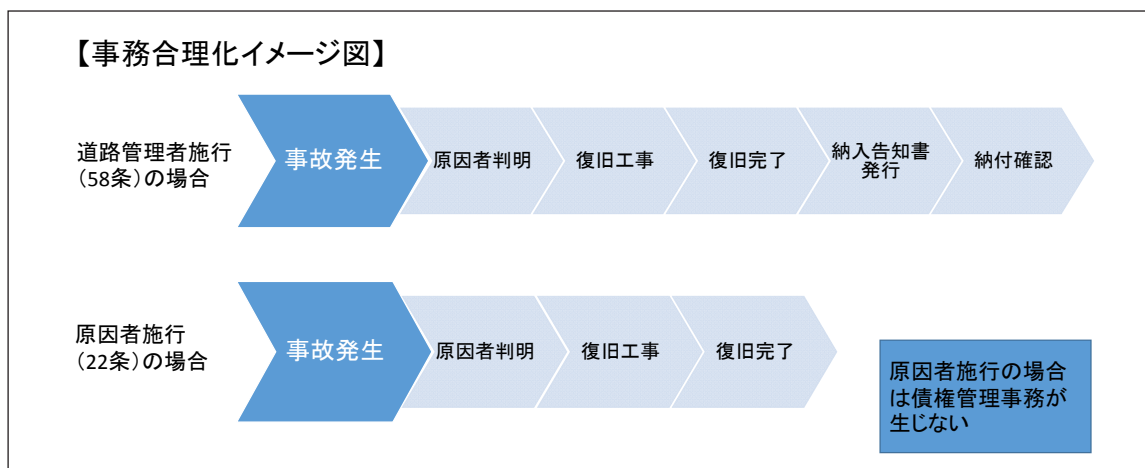 【事務合理化イメージ図】
道路管理者施行
（58条）の場合
事故発生
原因者判明
復旧工事
復旧完了
納入告知書
発行
納付確認
原因者施行
（22条）の場合
事故発生
原因者判明
復旧工事
復旧完了
原因者施行の場合
は債権管理事務が
生じない